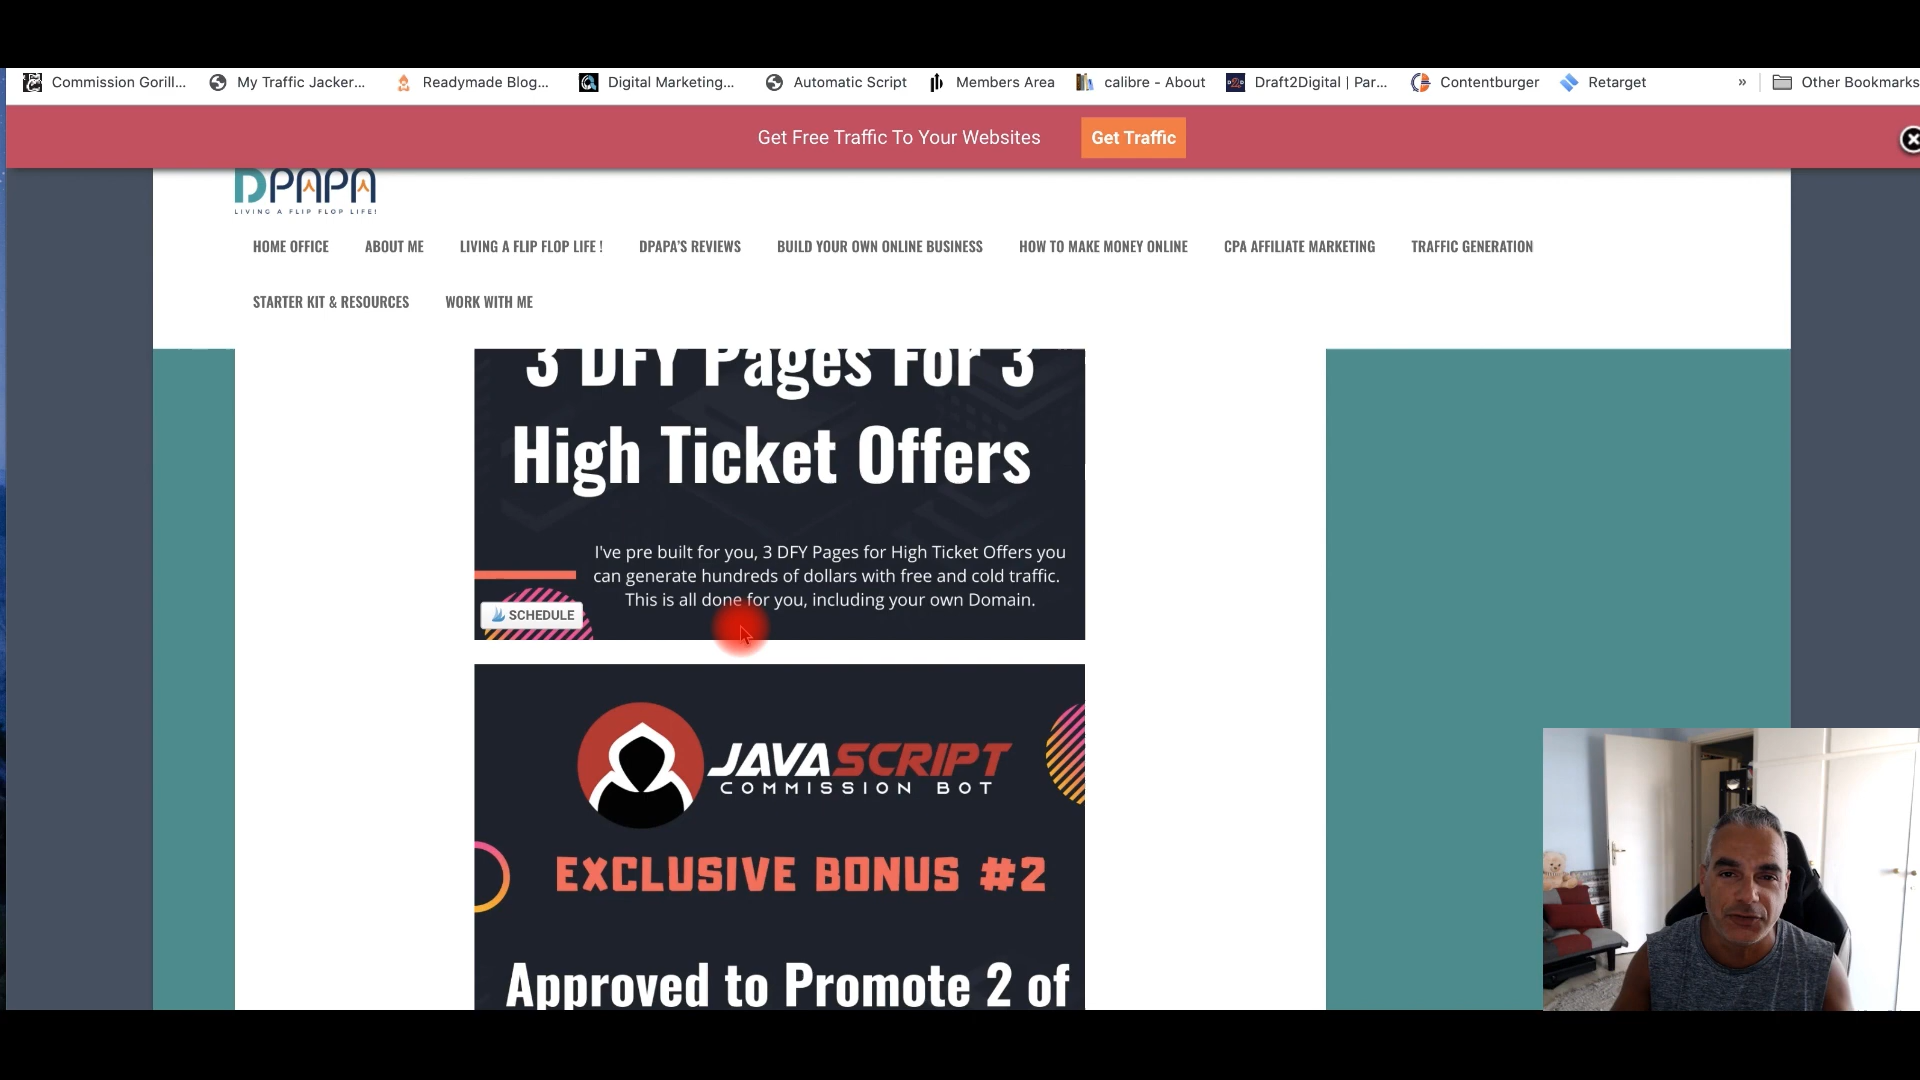 Commission Gorill...
My Traffic Jacker...
Readymade Blog...
Digital Marketing...
Automatic Script
Members Area
calibre - About
Draft2Digital | Par...
Contentburger
Retarget
»
Other Bookmarks
Get Free Traffic To Your Websites
Get Traffic
DPAPA
LIVING A FLIP FLOP LIFE!
HOME OFFICE
ABOUT ME
LIVING A FLIP FLOP LIFE !
DPAPA'S REVIEWS
BUILD YOUR OWN ONLINE BUSINESS
HOW TO MAKE MONEY ONLINE
CPA AFFILIATE MARKETING
TRAFFIC GENERATION
STARTER KIT & RESOURCES
WORK WITH ME
3 DFY Pages For 3
High Ticket Offers
I've pre built for you, 3 DFY Pages for High Ticket Offers you
can generate hundreds of dollars with free and cold traffic.
This is all done for you, including your own Domain.
SCHEDULE
JAVASCRIPT
COMMISSION BOT
EXCLUSIVE BONUS #2
Approved to Promote 2 of